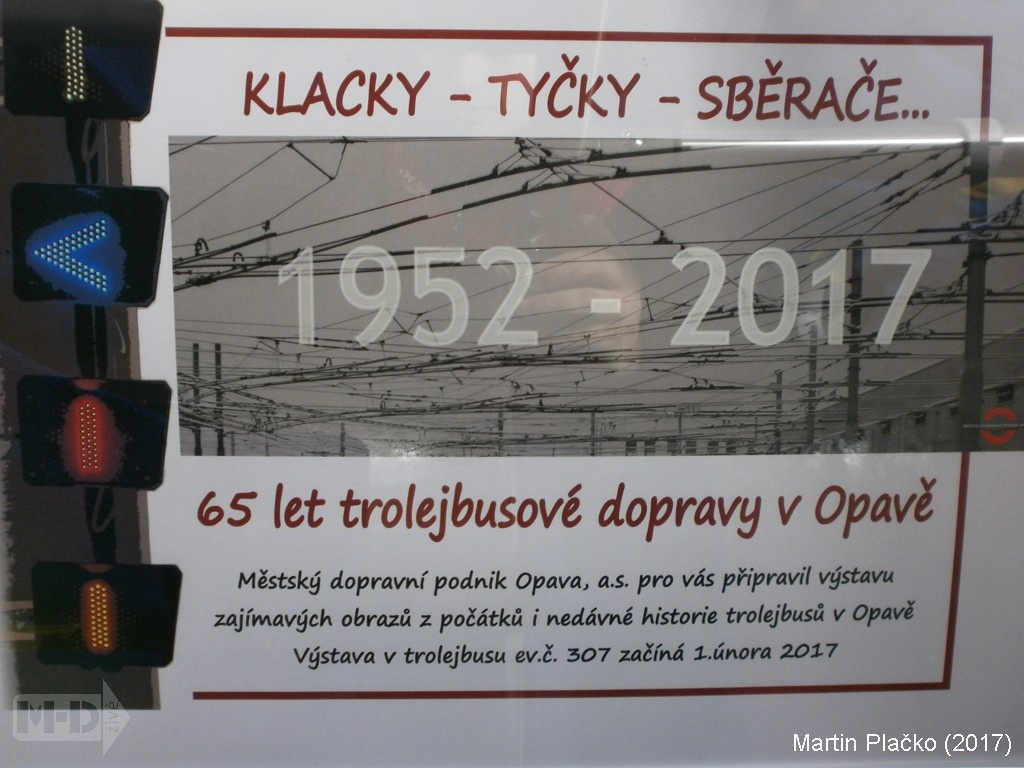 KLACKY - TYČKY - SBĚRAČE...
1952 - 2017
65 let trolejbusové dopravy v Opavě
Městský dopravní podnik Opava, a.s. pro vás připravil výstavu
zajímavých obrazů z počátků i nedávné historie trolejbusů v Opavě
Výstava v trolejbusu ev.č. 307 začíná 1.února 2017
M-D
živě
Martin Plačko (2017)